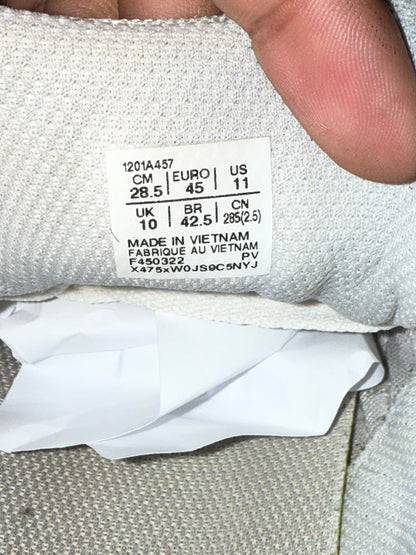 1201A457
CM EURO US
28.5 45 11
UK BR CN
10 42.5 285(2.5)
MADE IN VIETNAM
FABRIQUE AU VIETNAM
F450322 PV
X475xW0JS9C5NYJ